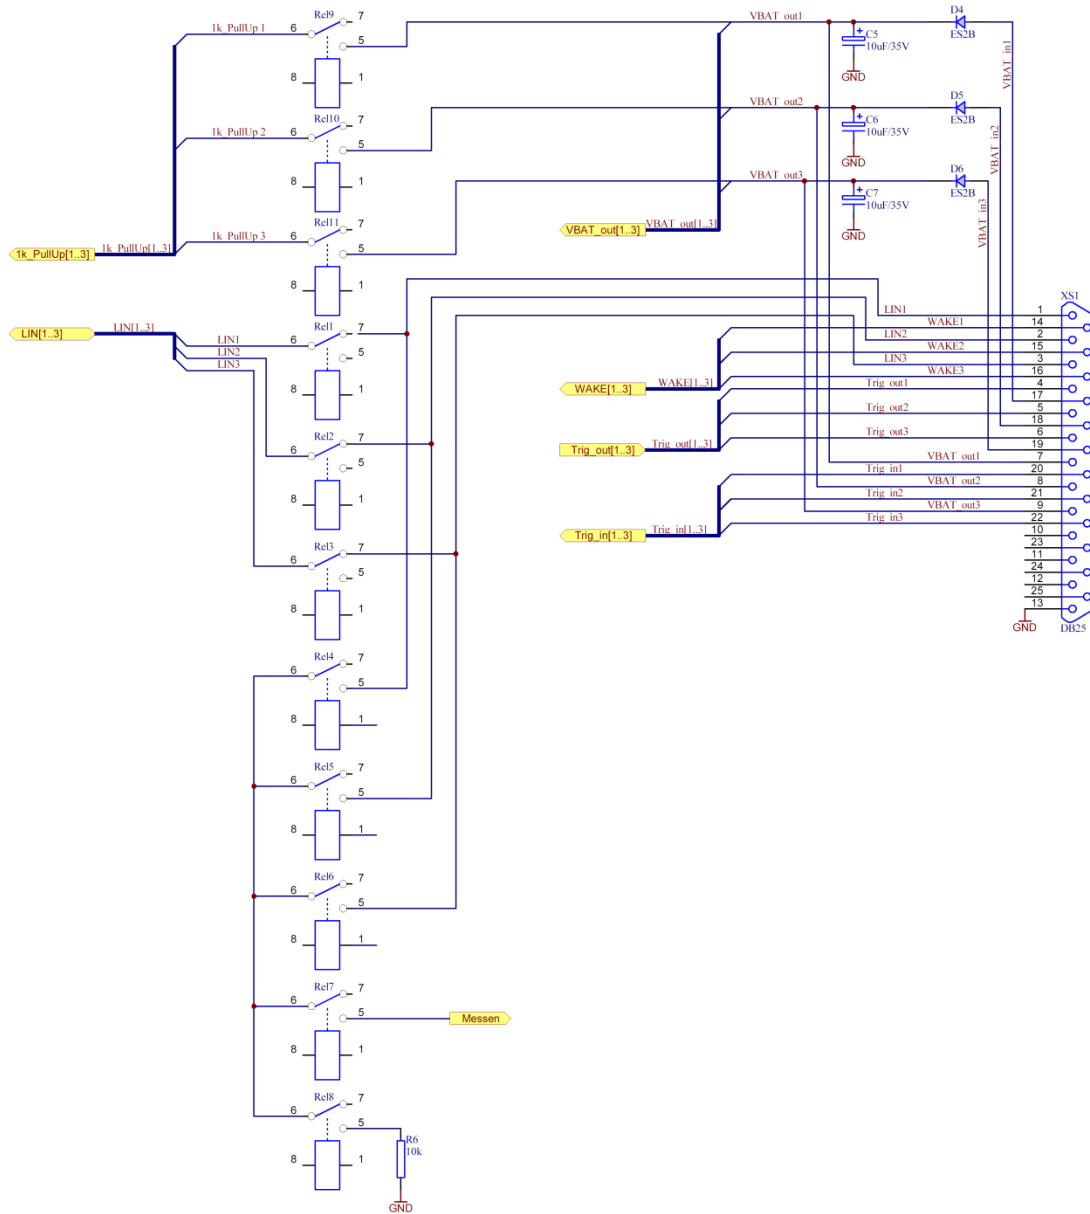 Rel9
7
1k_PullUp 1
6
5
8
1
Rel10
7
1k_PullUp 2
6
5
8
1
Rel11
7
1k_PullUp 3
6
5
8
1
1k_PullUp[1..3]
1k_PullUp[1..3]
LIN[1..3]
LIN[1..3]
LIN1
LIN2
LIN3
Rel1
7
6
5
8
1
Rel2
7
6
5
8
1
Rel3
7
6
5
8
1
Rel4
7
6
5
8
1
Rel5
7
6
5
8
1
Rel6
7
6
5
8
1
Rel7
7
6
5
Messen
8
1
Rel8
7
6
5
8
1
R6
10k
GND
VBAT_out1
C5
+
10uF/35V
GND
D4
ES2B
VBAT_in1
VBAT_out2
C6
+
10uF/35V
GND
D5
ES2B
VBAT_in2
VBAT_out3
C7
+
10uF/35V
GND
D6
ES2B
VBAT_in3
VBAT_out[1..3]
VBAT_out[1..3]
XS1
LIN1
1
WAKE1
14
LIN2
2
WAKE2
15
LIN3
3
WAKE3
16
WAKE[1..3]
WAKE[1..3]
Trig_out1
4
17
Trig_out2
5
18
Trig_out3
6
19
Trig_out[1..3]
Trig_out[1..3]
VBAT_out1
7
Trig_in1
20
VBAT_out2
8
Trig_in2
21
VBAT_out3
9
Trig_in3
22
Trig_in[1..3]
Trig_in[1..3]
10
23
11
24
12
25
13
GND
DB25